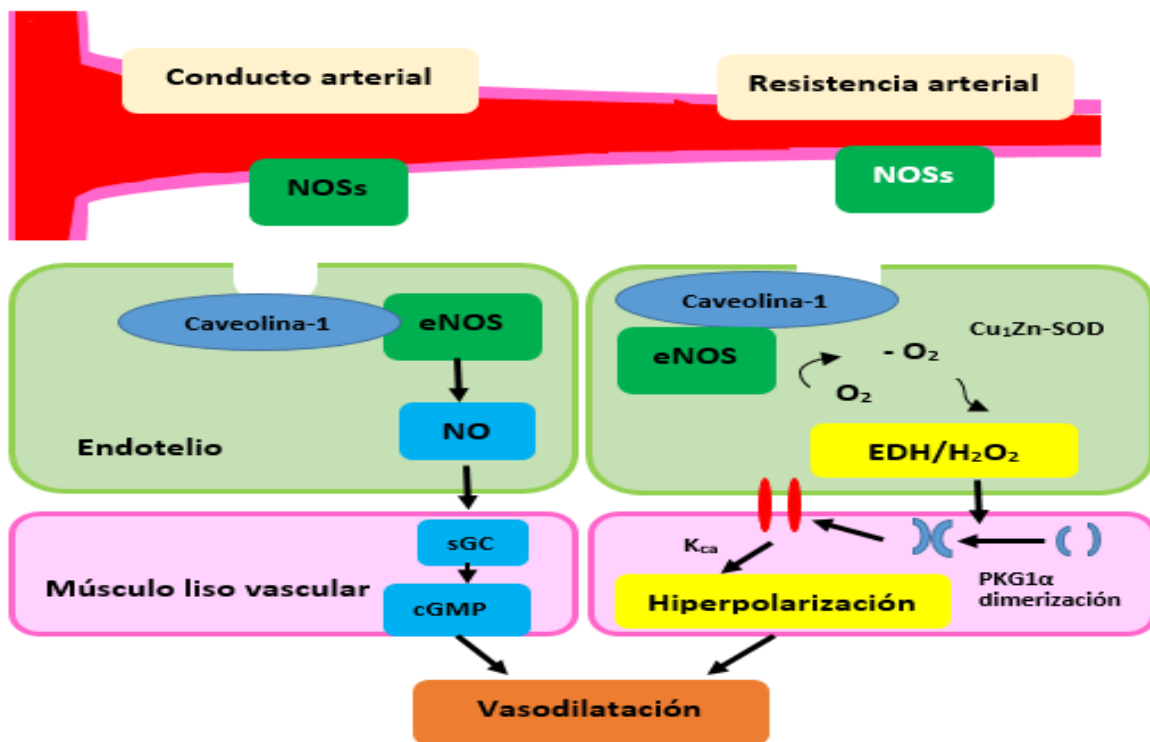 Conducto arterial
Resistencia arterial
NOSs
NOSs
Caveolina-1
eNOS
NO
Endotelio
sGC
cGMP
Músculo liso vascular
Caveolina-1
eNOS
Cu₁Zn-SOD
- O₂
O₂
EDH/H₂O₂
Kca
PKG1α
dimerización
Hiperpolarización
Vasodilatación